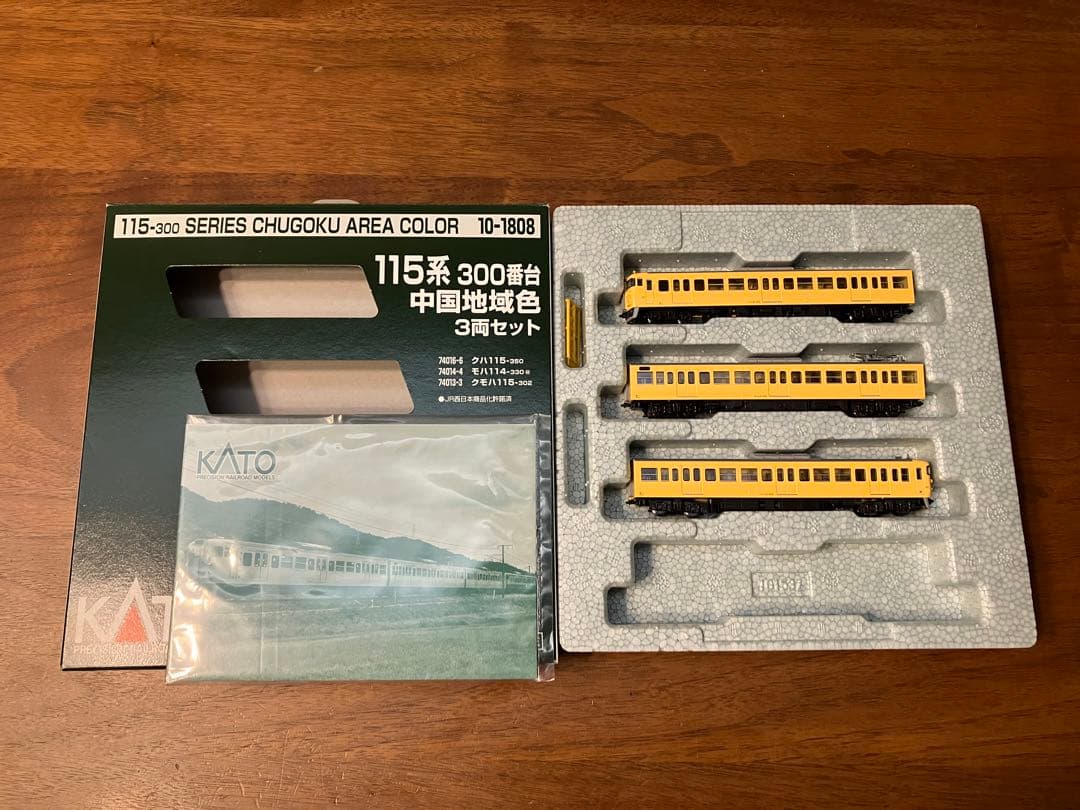 115-300 SERIES CHUGOKU AREA COLOR 10-1808
115系 300番台
中国地域色
3両セット
74016-6 クハ115-350
74014-4 モハ114-330 M
74013-3 クモハ115-302
●JR西日本商品化許諾済
KATO
PRECISION RAILROAD MODELS
KAT
PRECISION RAILR